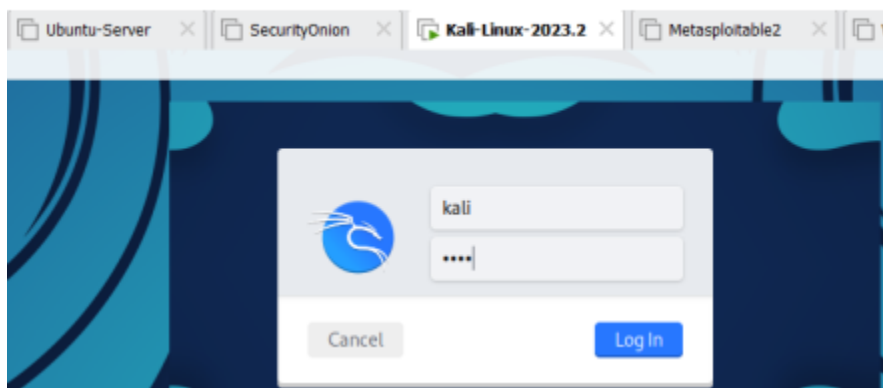 Ubuntu-Server SecurityOnion Kali-Linux-2023.2 Metasploitable2
kali
••••
Cancel Log In